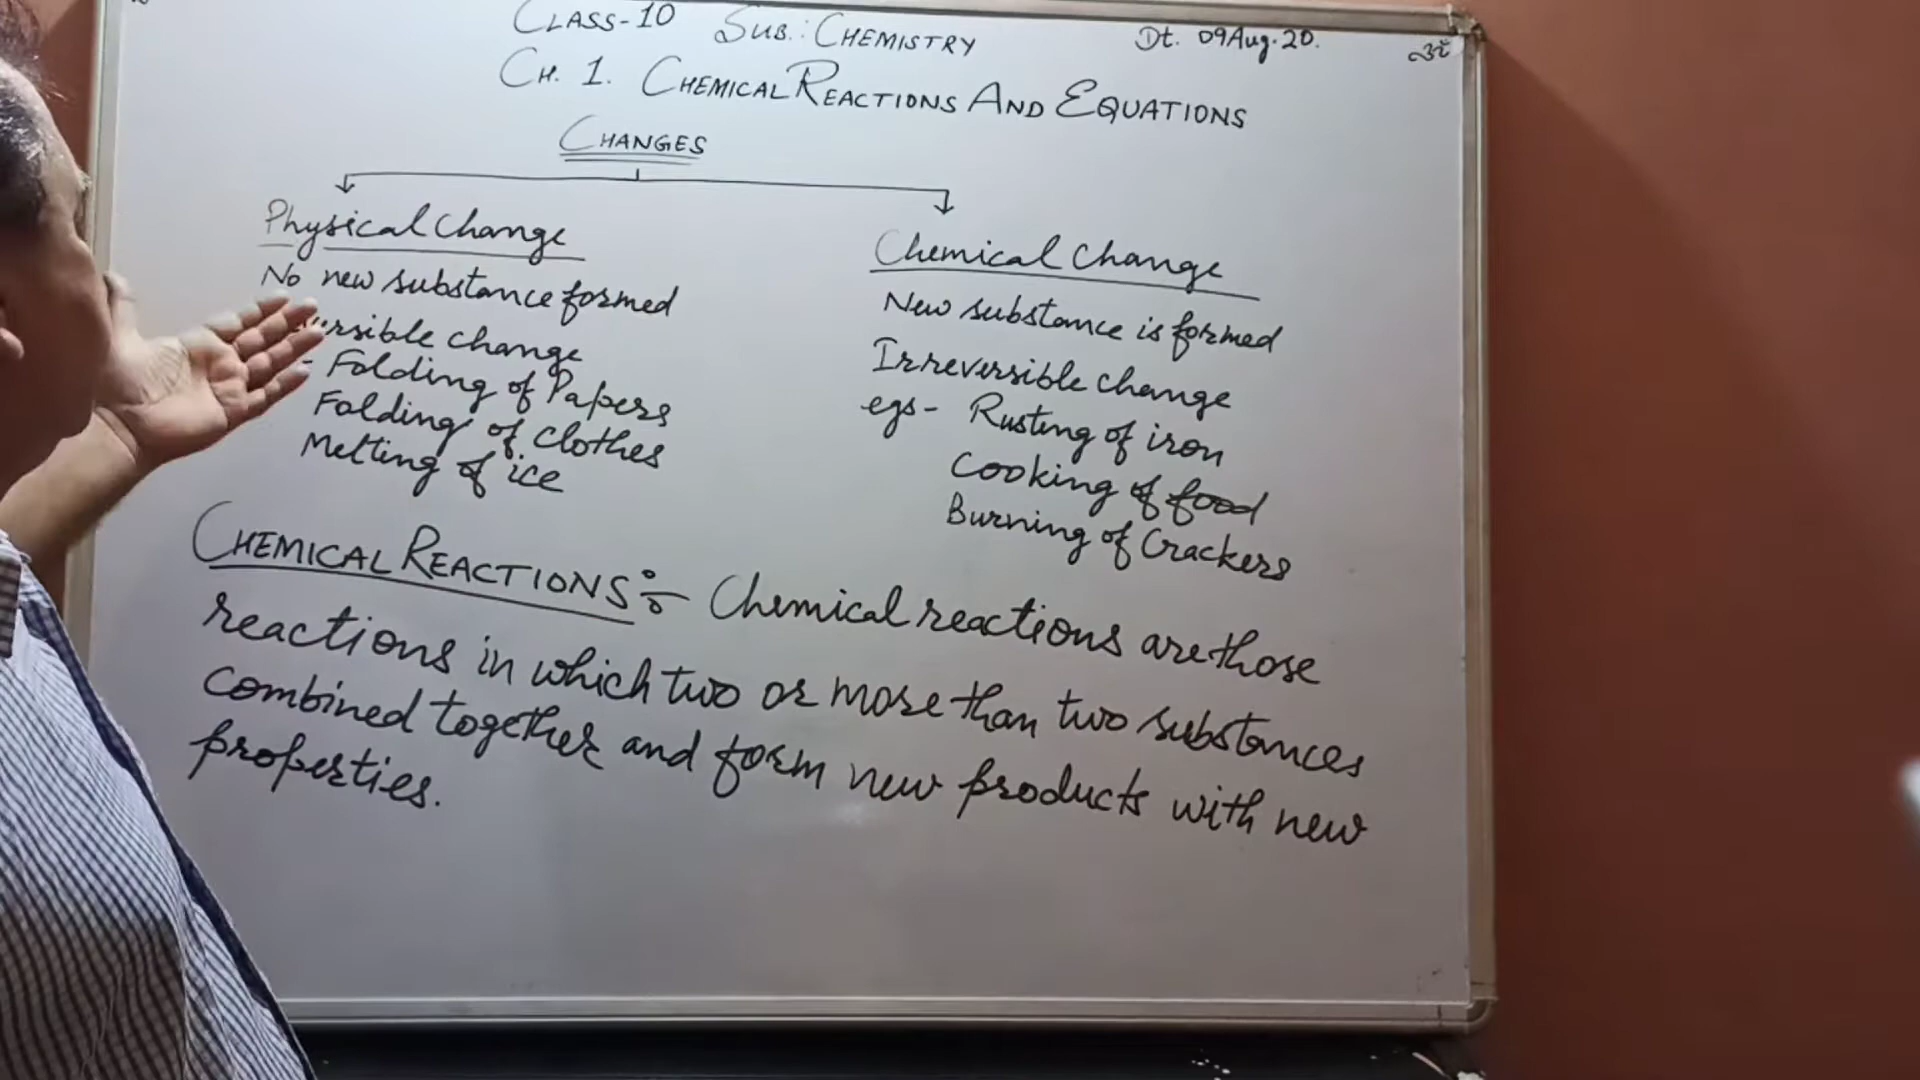 CLASS-10 SUB.: CHEMISTRY Dt. 09 Aug. 20.
CH. 1. CHEMICAL REACTIONS AND EQUATIONS
CHANGES
Physical Change
No new substance formed
change
Folding of Papers
Folding of clothes
Melting of ice
Chemical Change
New substance is formed
Irreversible change
egs- Rusting of iron
Cooking of food
Burning of Crackers
CHEMICAL REACTIONS:- Chemical reactions are those
reactions in which two or more than two substances
combined together and form new products with new
properties.